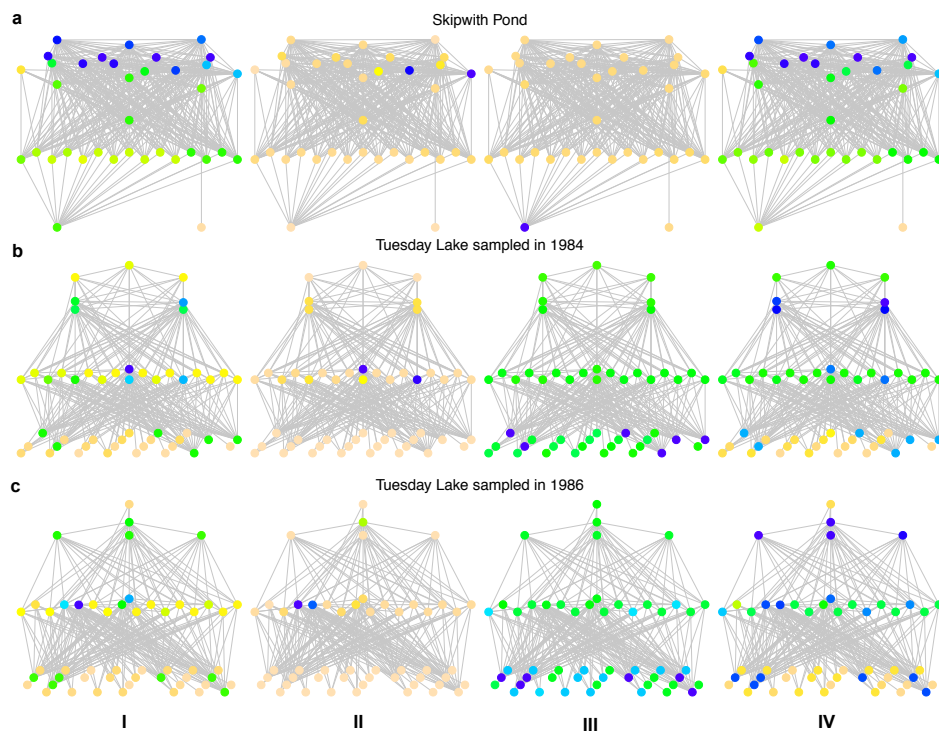 a
Skipwith Pond
b
Tuesday Lake sampled in 1984
c
Tuesday Lake sampled in 1986
I
II
III
IV